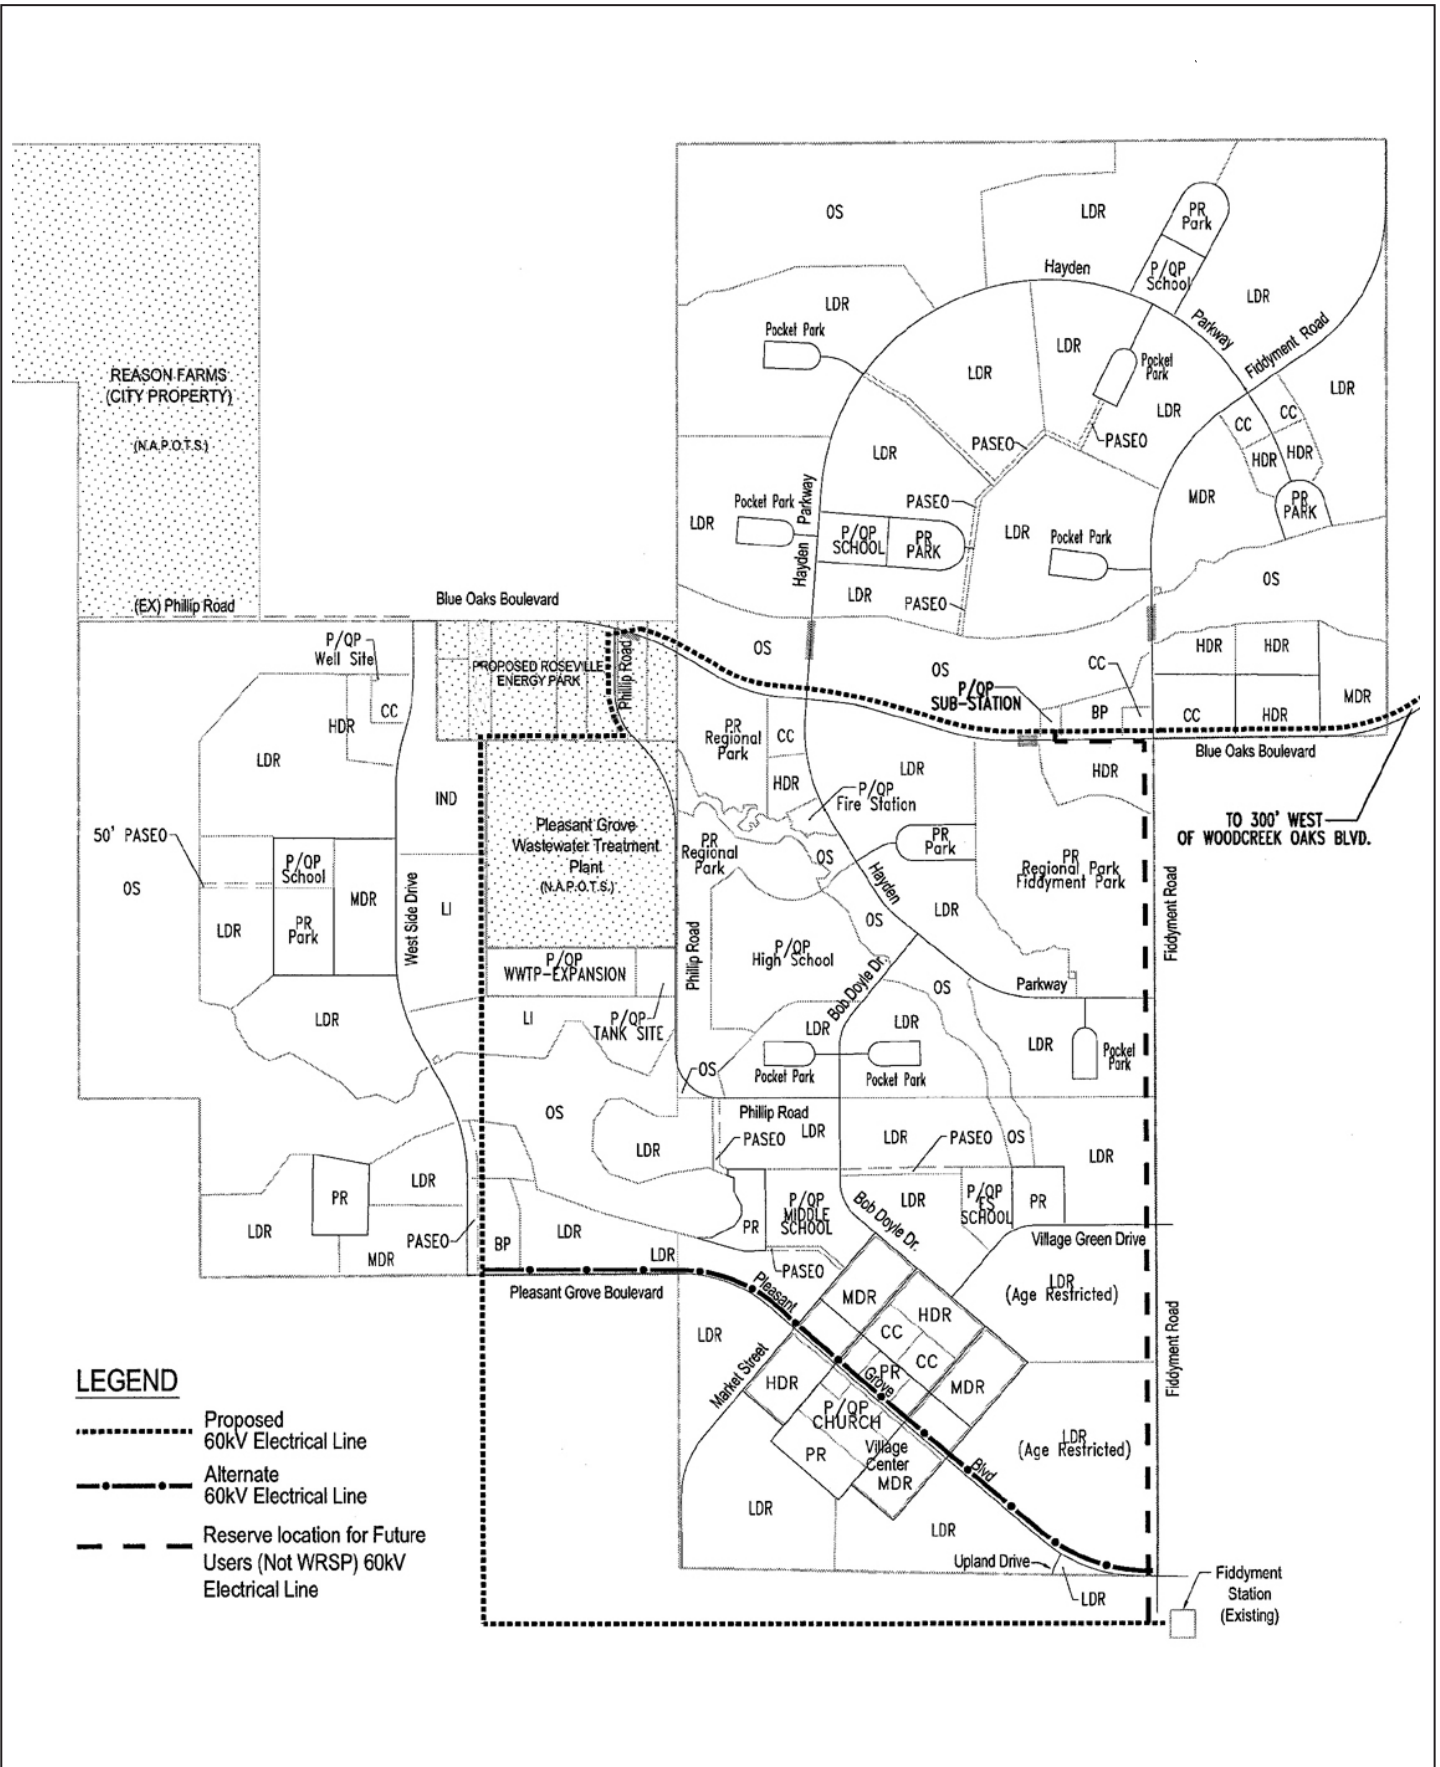 OS
LDR
PR
Park
P/QP
School
Hayden
LDR
LDR
Pocket Park
Parkway
Fiddyment Road
LDR
LDR
Pocket
Park
LDR
LDR
REASON FARMS
(CITY PROPERTY)
(N.A.P.O.T.S.)
CC
CC
PASEO
PASEO
LDR
HDR
HDR
Pocket Park
Parkway
PASEO
MDR
PR
PARK
LDR
P/QP
SCHOOL
PR
PARK
LDR
Pocket Park
Hayden
OS
LDR
PASEO
(EX) Phillip Road
Blue Oaks Boulevard
P/QP
Well Site
PROPOSED ROSEVILLE
ENERGY PARK
Phillip Road
OS
OS
CC
HDR
HDR
P/QP
SUB-STATION
MDR
CC
HDR
BP
CC
HDR
Blue Oaks Boulevard
LDR
PR
Regional
Park
CC
HDR
LDR
HDR
P/QP
Fire Station
IND
TO 300' WEST
OF WOODCREEK OAKS BLVD.
50' PASEO
Pleasant Grove
Wastewater Treatment
Plant
(N.A.P.O.T.S.)
PR
Regional
Park
PR
Park
OS
PR
Regional Park
Fiddyment Park
P/QP
School
OS
MDR
PR
Park
LDR
West Side Drive
LI
Hayden
LDR
OS
Fiddyment Road
P/QP
High School
Phillip Road
P/QP
WWTP-EXPANSION
Bob Doyle Dr.
OS
Parkway
LDR
LI
P/QP
TANK SITE
LDR
LDR
LDR
Pocket
Park
Pocket Park
Pocket Park
OS
OS
Phillip Road
PASEO
LDR
LDR
PASEO
OS
LDR
LDR
PR
LDR
P/QP
MIDDLE
SCHOOL
LDR
P/QP
ES
SCHOOL
PR
LDR
PASEO
MDR
BP
LDR
LDR
PR
Bob Doyle Dr.
Village Green Drive
PASEO
Pleasant Grove Boulevard
Pleasant
MDR
HDR
LDR
(Age Restricted)
LDR
CC
CC
Market Street
HDR
PR
Grove
MDR
Fiddyment Road
P/QP
CHURCH
PR
Village
Center
MDR
Blvd
LDR
(Age Restricted)
LDR
LDR
Upland Drive
LDR
Fiddyment
Station
(Existing)
LEGEND
Proposed
60kV Electrical Line
Alternate
60kV Electrical Line
Reserve location for Future
Users (Not WRSP) 60kV
Electrical Line